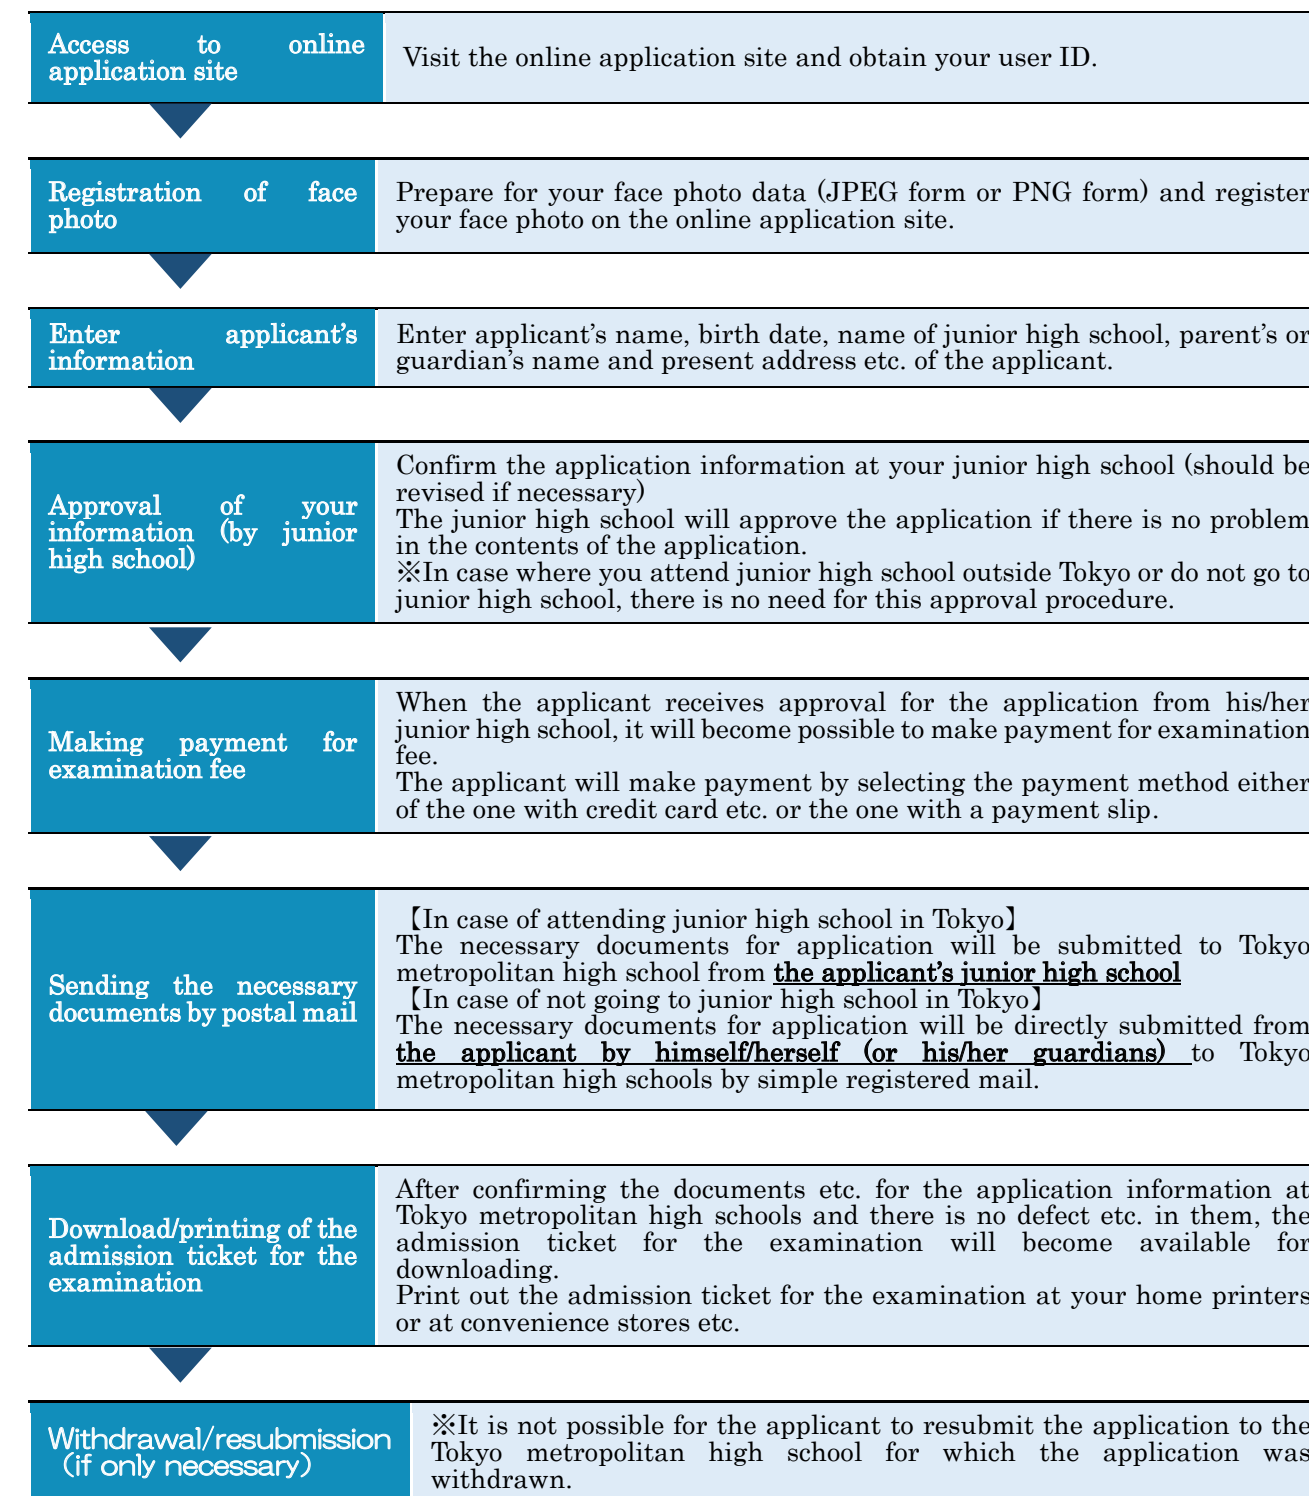 Access to online
application site
Visit the online application site and obtain your user ID.
Registration of face
photo
Prepare for your face photo data (JPEG form or PNG form) and register
your face photo on the online application site.
Enter applicant's
information
Enter applicant's name, birth date, name of junior high school, parent's or
guardian's name and present address etc. of the applicant.
Approval of your
information (by junior
high school)
Confirm the application information at your junior high school (should be
revised if necessary)
The junior high school will approve the application if there is no problem
in the contents of the application.
※In case where you attend junior high school outside Tokyo or do not go to
junior high school, there is no need for this approval procedure.
Making payment for
examination fee
When the applicant receives approval for the application from his/her
junior high school, it will become possible to make payment for examination
fee.
The applicant will make payment by selecting the payment method either
of the one with credit card etc. or the one with a payment slip.
Sending the necessary
documents by postal mail
【In case of attending junior high school in Tokyo】
The necessary documents for application will be submitted to Tokyo
metropolitan high school from the applicant's junior high school
【In case of not going to junior high school in Tokyo】
The necessary documents for application will be directly submitted from
the applicant by himself/herself (or his/her guardians) to Tokyo
metropolitan high schools by simple registered mail.
Download/printing of the
admission ticket for the
examination
After confirming the documents etc. for the application information at
Tokyo metropolitan high schools and there is no defect etc. in them, the
admission ticket for the examination will become available for
downloading.
Print out the admission ticket for the examination at your home printers
or at convenience stores etc.
Withdrawal/resubmission
(if only necessary)
※It is not possible for the applicant to resubmit the application to the
Tokyo metropolitan high school for which the application was
withdrawn.